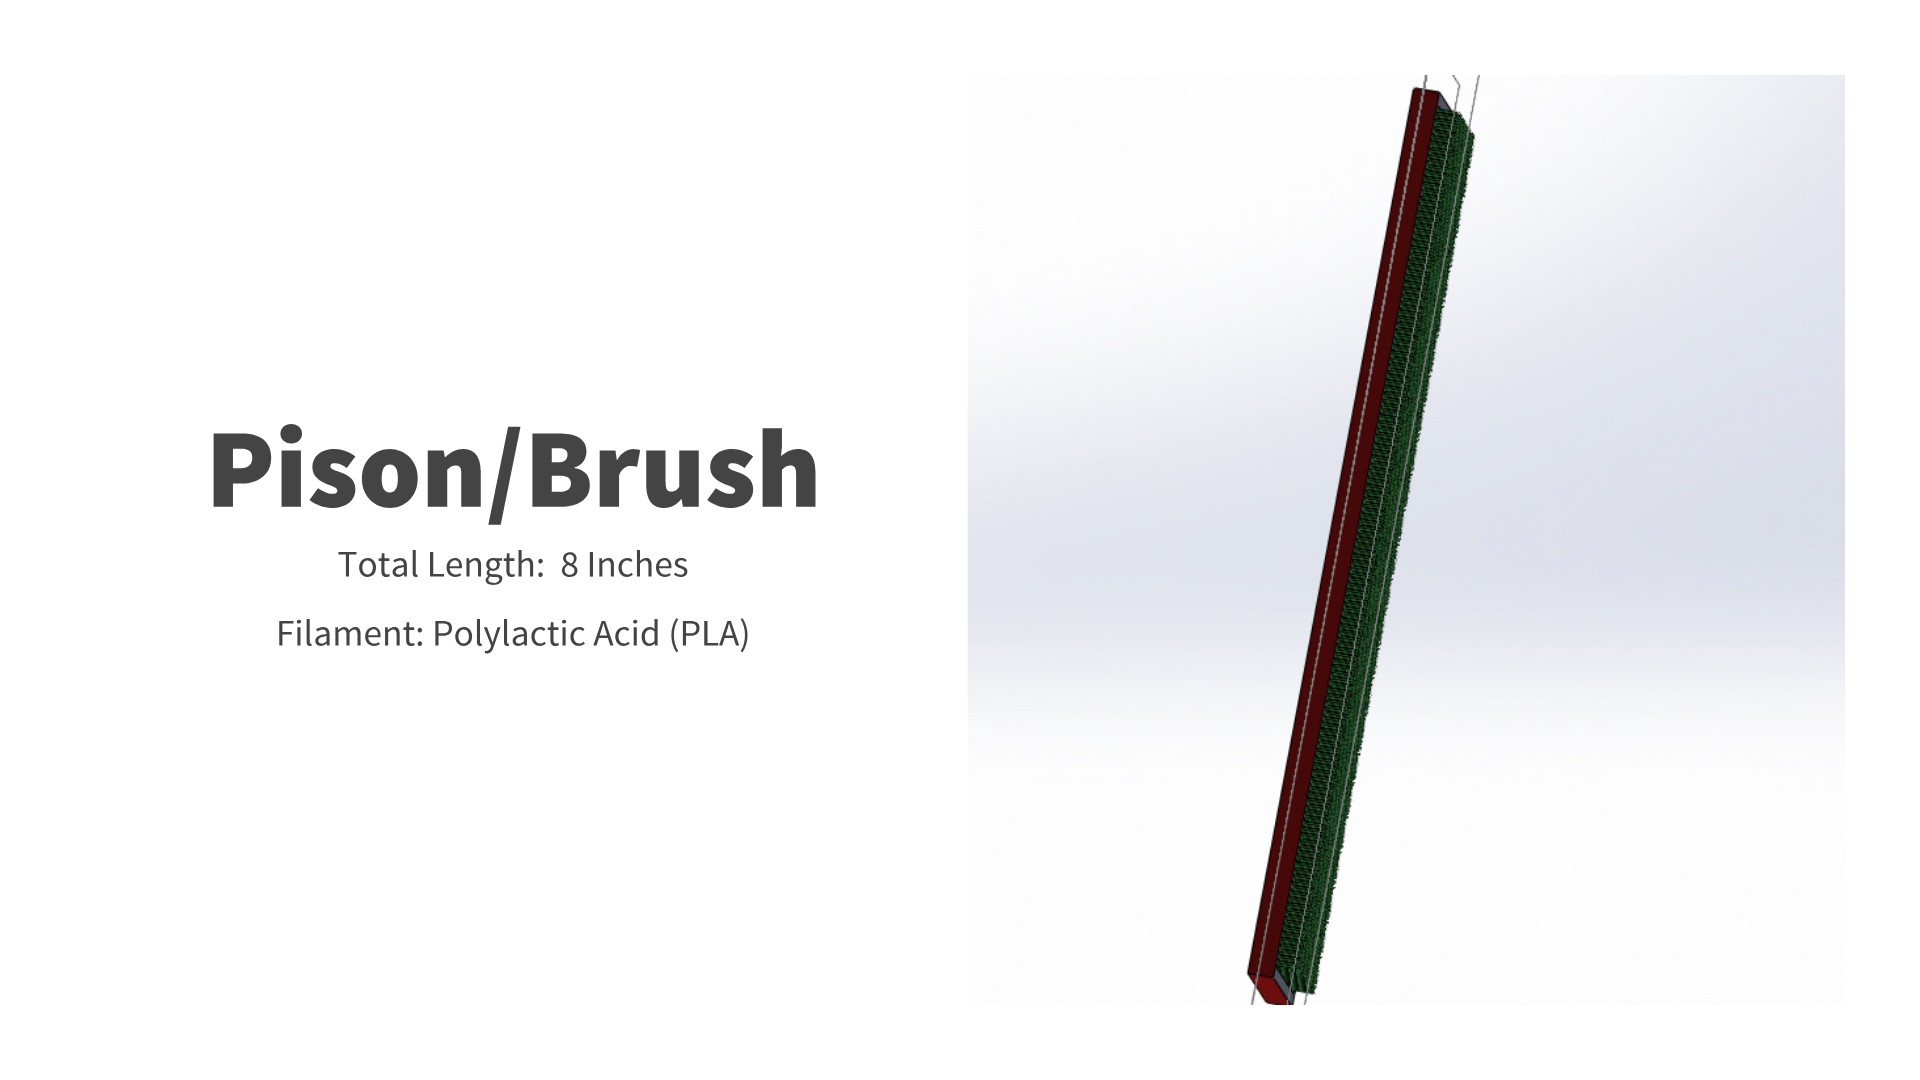 Pison/Brush
Total Length:  8 Inches
Filament: Polylactic Acid (PLA)